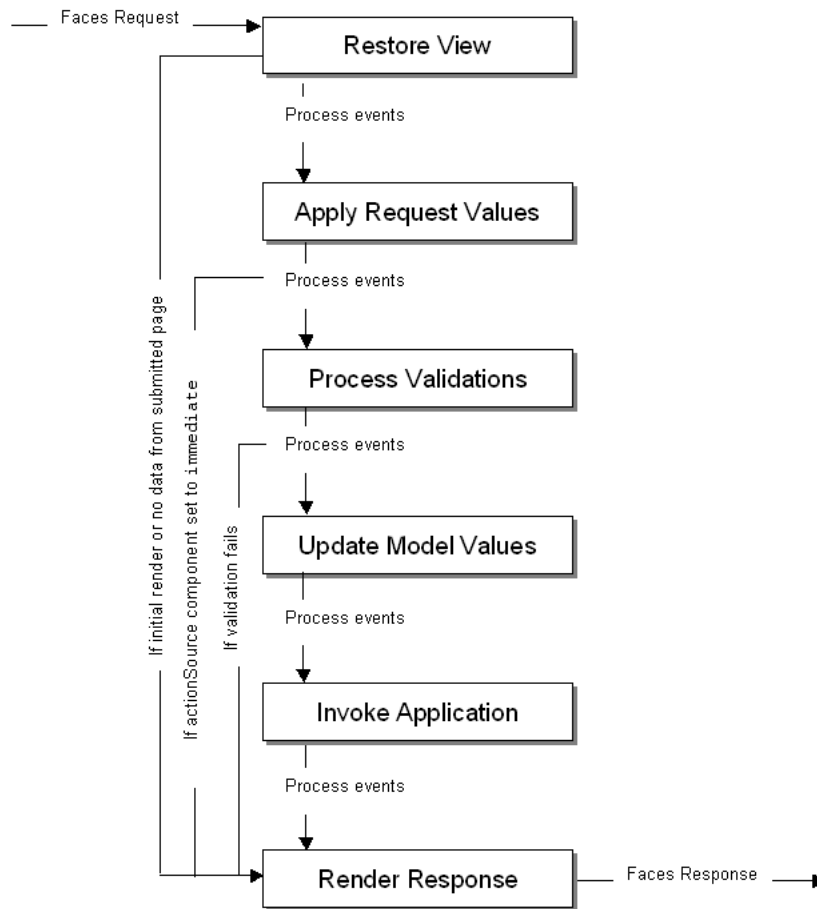 Faces Request
Restore View
Process events
Apply Request Values
Process events
Process Validations
Process events
Update Model Values
Process events
Invoke Application
Process events
Render Response
Faces Response
If initial render or no data from submitted page
If actionSource component set to immediate
If validation fails